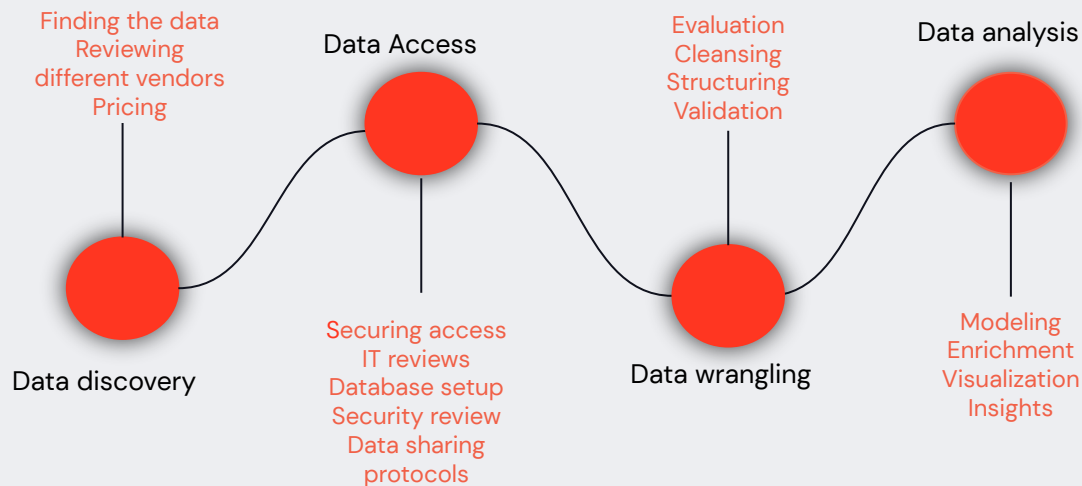 Finding the data
Reviewing
different vendors
Pricing
Data discovery
Data Access
Securing access
IT reviews
Database setup
Security review
Data sharing
protocols
Evaluation
Cleansing
Structuring
Validation
Data wrangling
Data analysis
Modeling
Enrichment
Visualization
Insights